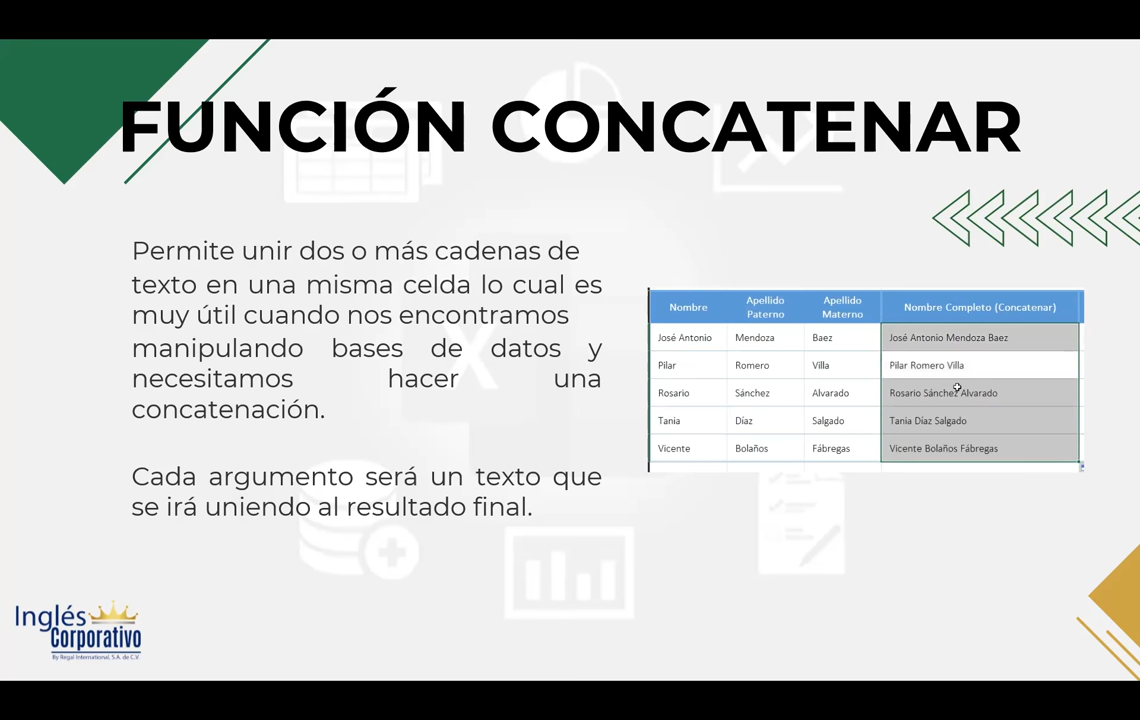 FUNCIÓN CONCATENAR
Permite unir dos o más cadenas de
texto en una misma celda lo cual es
muy útil cuando nos encontramos
manipulando bases de datos y
necesitamos hacer una
concatenación.
Cada argumento será un texto que
se irá uniendo al resultado final.
Nombre Apellido Paterno Apellido Materno Nombre Completo (Concatenar)
José Antonio Mendoza Baez José Antonio Mendoza Baez
Pilar Romero Villa Pilar Romero Villa
Rosario Sánchez Alvarado Rosario Sánchez Alvarado
Tania Díaz Salgado Tania Díaz Salgado
Vicente Bolaños Fábregas Vicente Bolaños Fábregas
Inglés
Corporativo
By Regal International, S.A. de C.V.